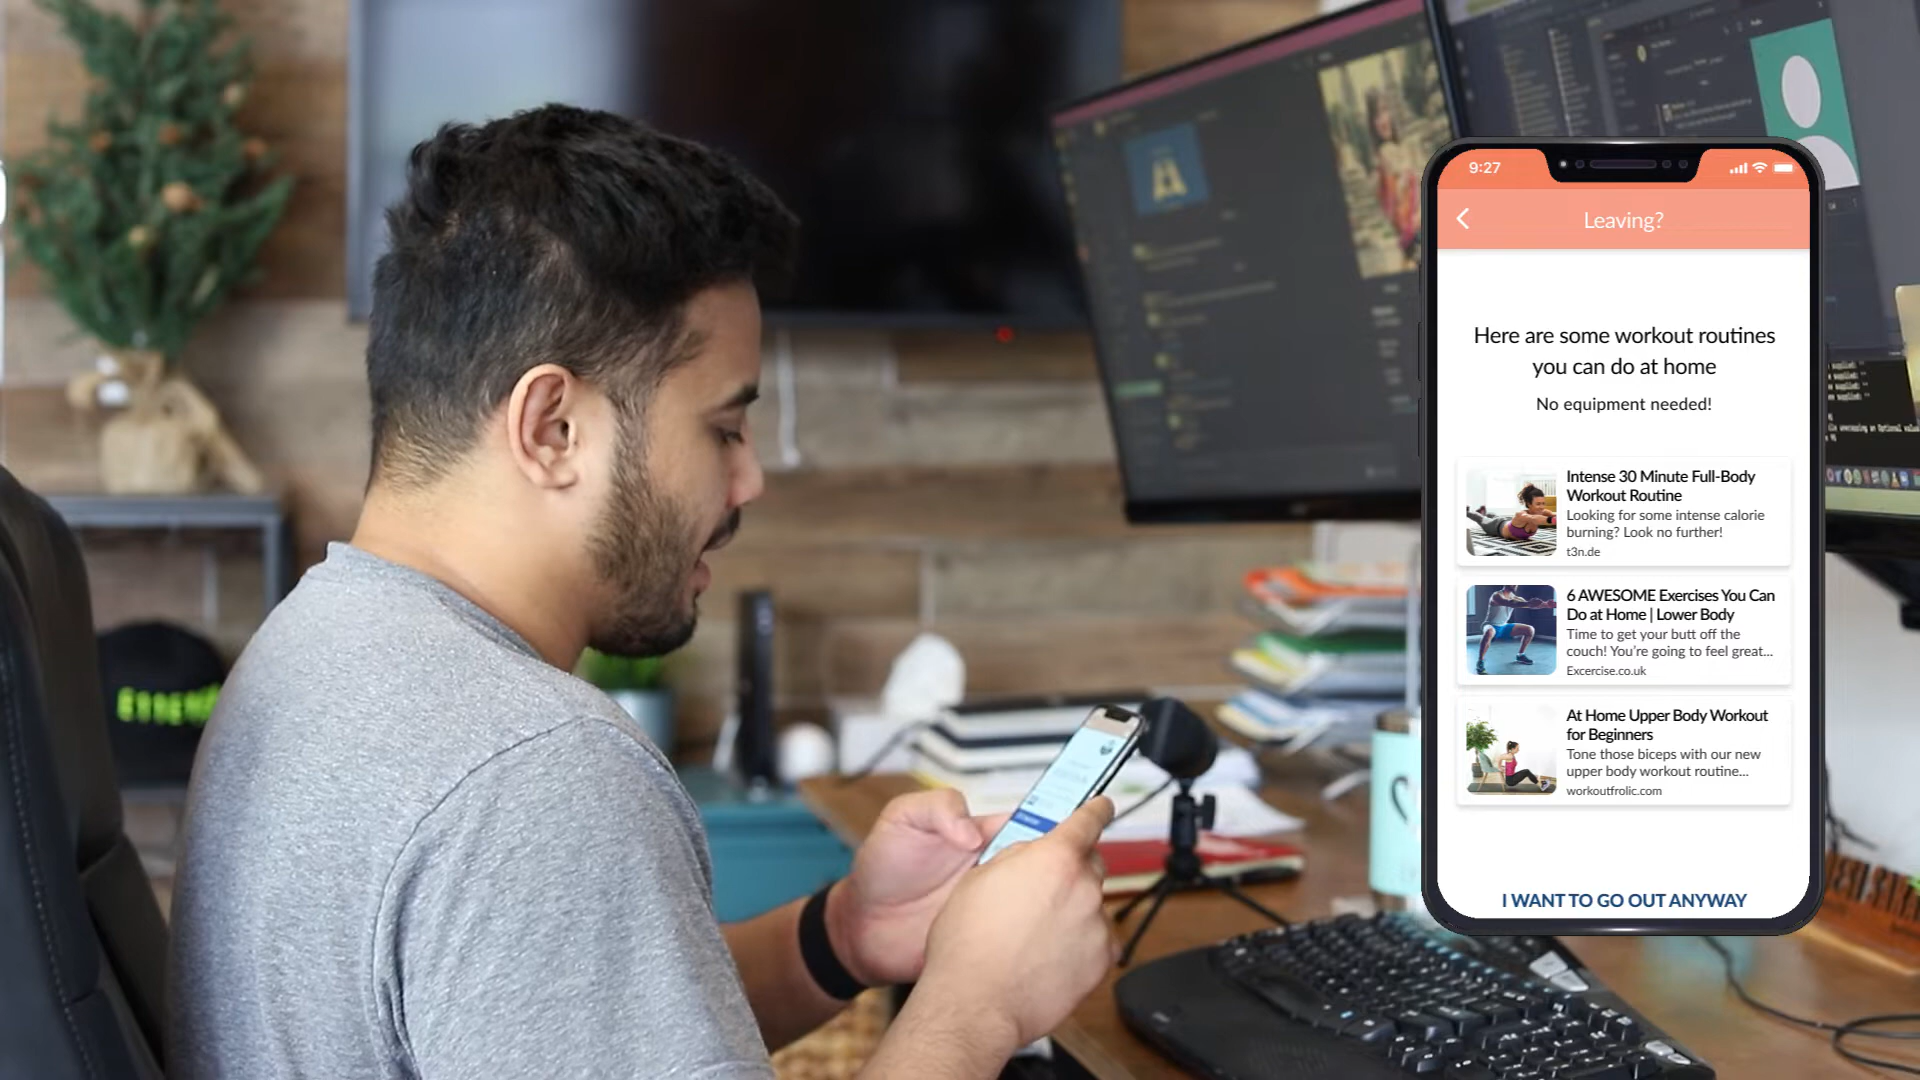 9:27
Leaving?
Here are some workout routines
you can do at home
No equipment needed!
Intense 30 Minute Full-Body
Workout Routine
Looking for some intense calorie
burning? Look no further!
t3n.de
6 AWESOME Exercises You Can
Do at Home | Lower Body
Time to get your butt off the
couch! You're going to feel great...
Excercise.co.uk
At Home Upper Body Workout
for Beginners
Tone those biceps with our new
upper body workout routine...
workoutfrolic.com
I WANT TO GO OUT ANYWAY